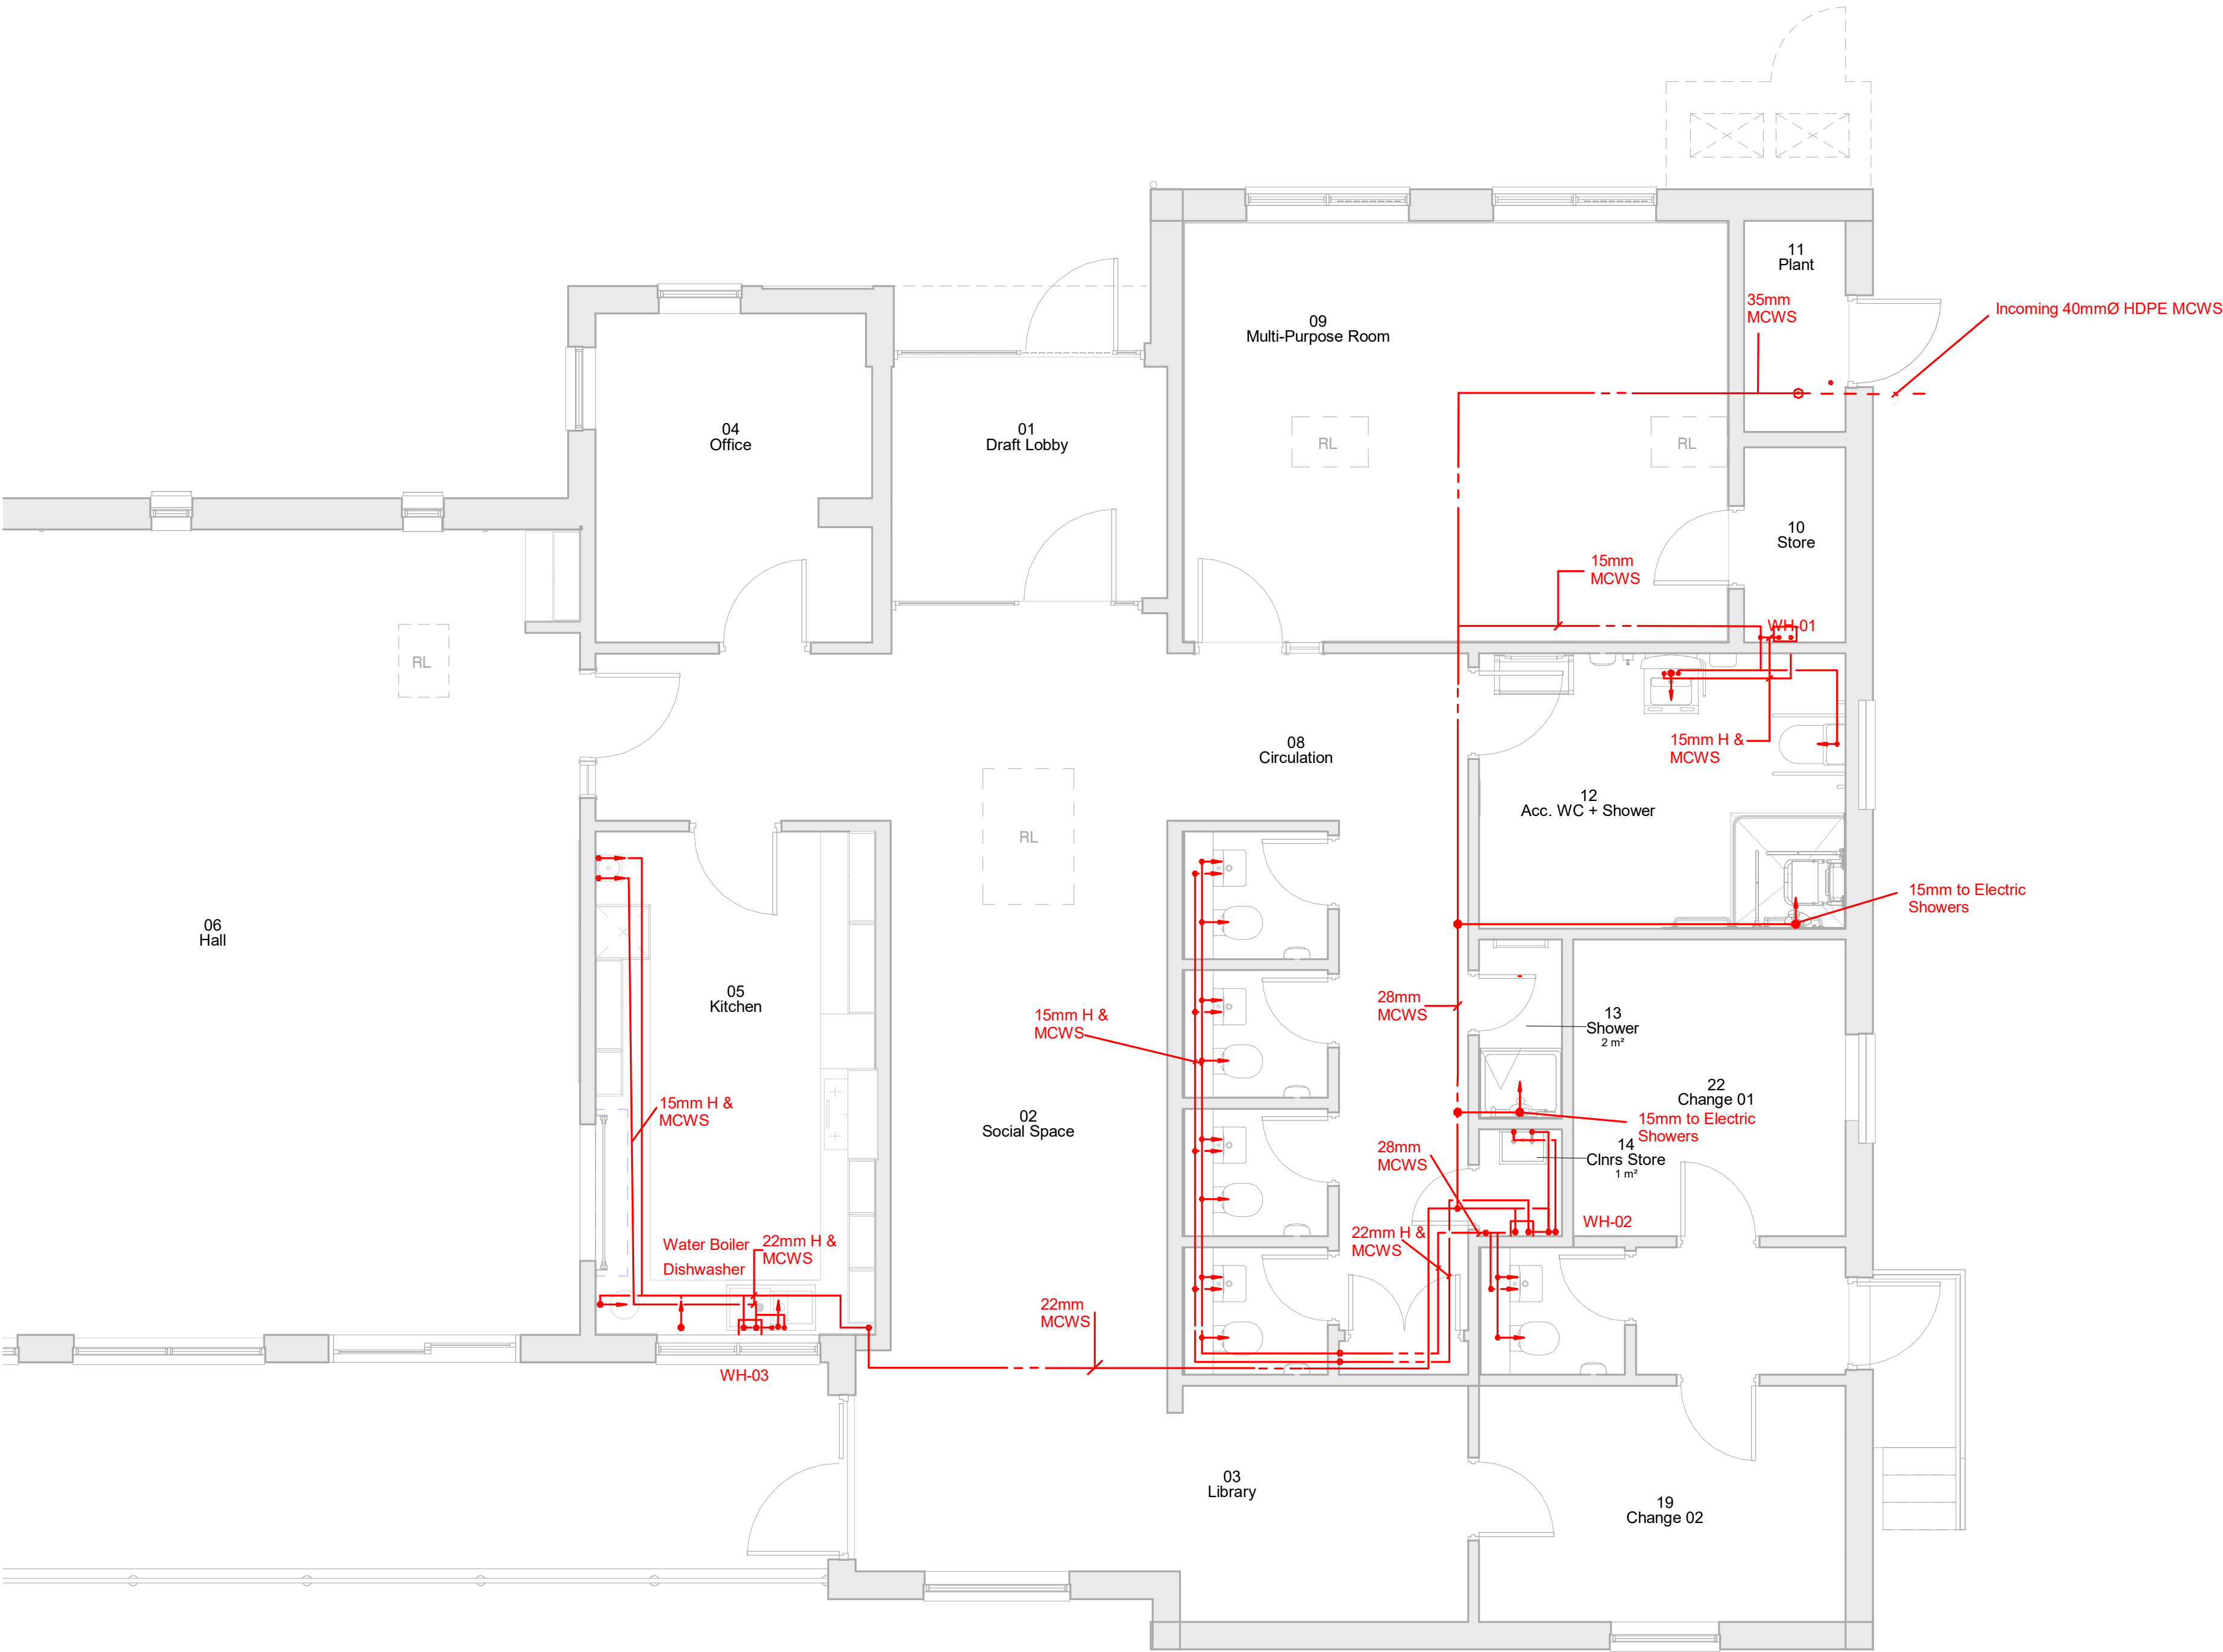 11
Plant
35mm
MCWS
Incoming 40mmØ HDPE MCWS
09
Multi-Purpose Room
04
Office
01
Draft Lobby
RL
RL
10
Store
15mm
MCWS
WH-01
RL
15mm H &
MCWS
08
Circulation
12
Acc. WC + Shower
RL
15mm to Electric
Showers
06
Hall
05
Kitchen
15mm H &
MCWS
28mm
MCWS
13
Shower
2 m²
22
Change 01
15mm H &
MCWS
02
Social Space
15mm to Electric
Showers
14
Clnrs Store
1 m²
28mm
MCWS
WH-02
22mm H &
MCWS
Water Boiler
Dishwasher
22mm H &
MCWS
22mm
MCWS
WH-03
03
Library
19
Change 02